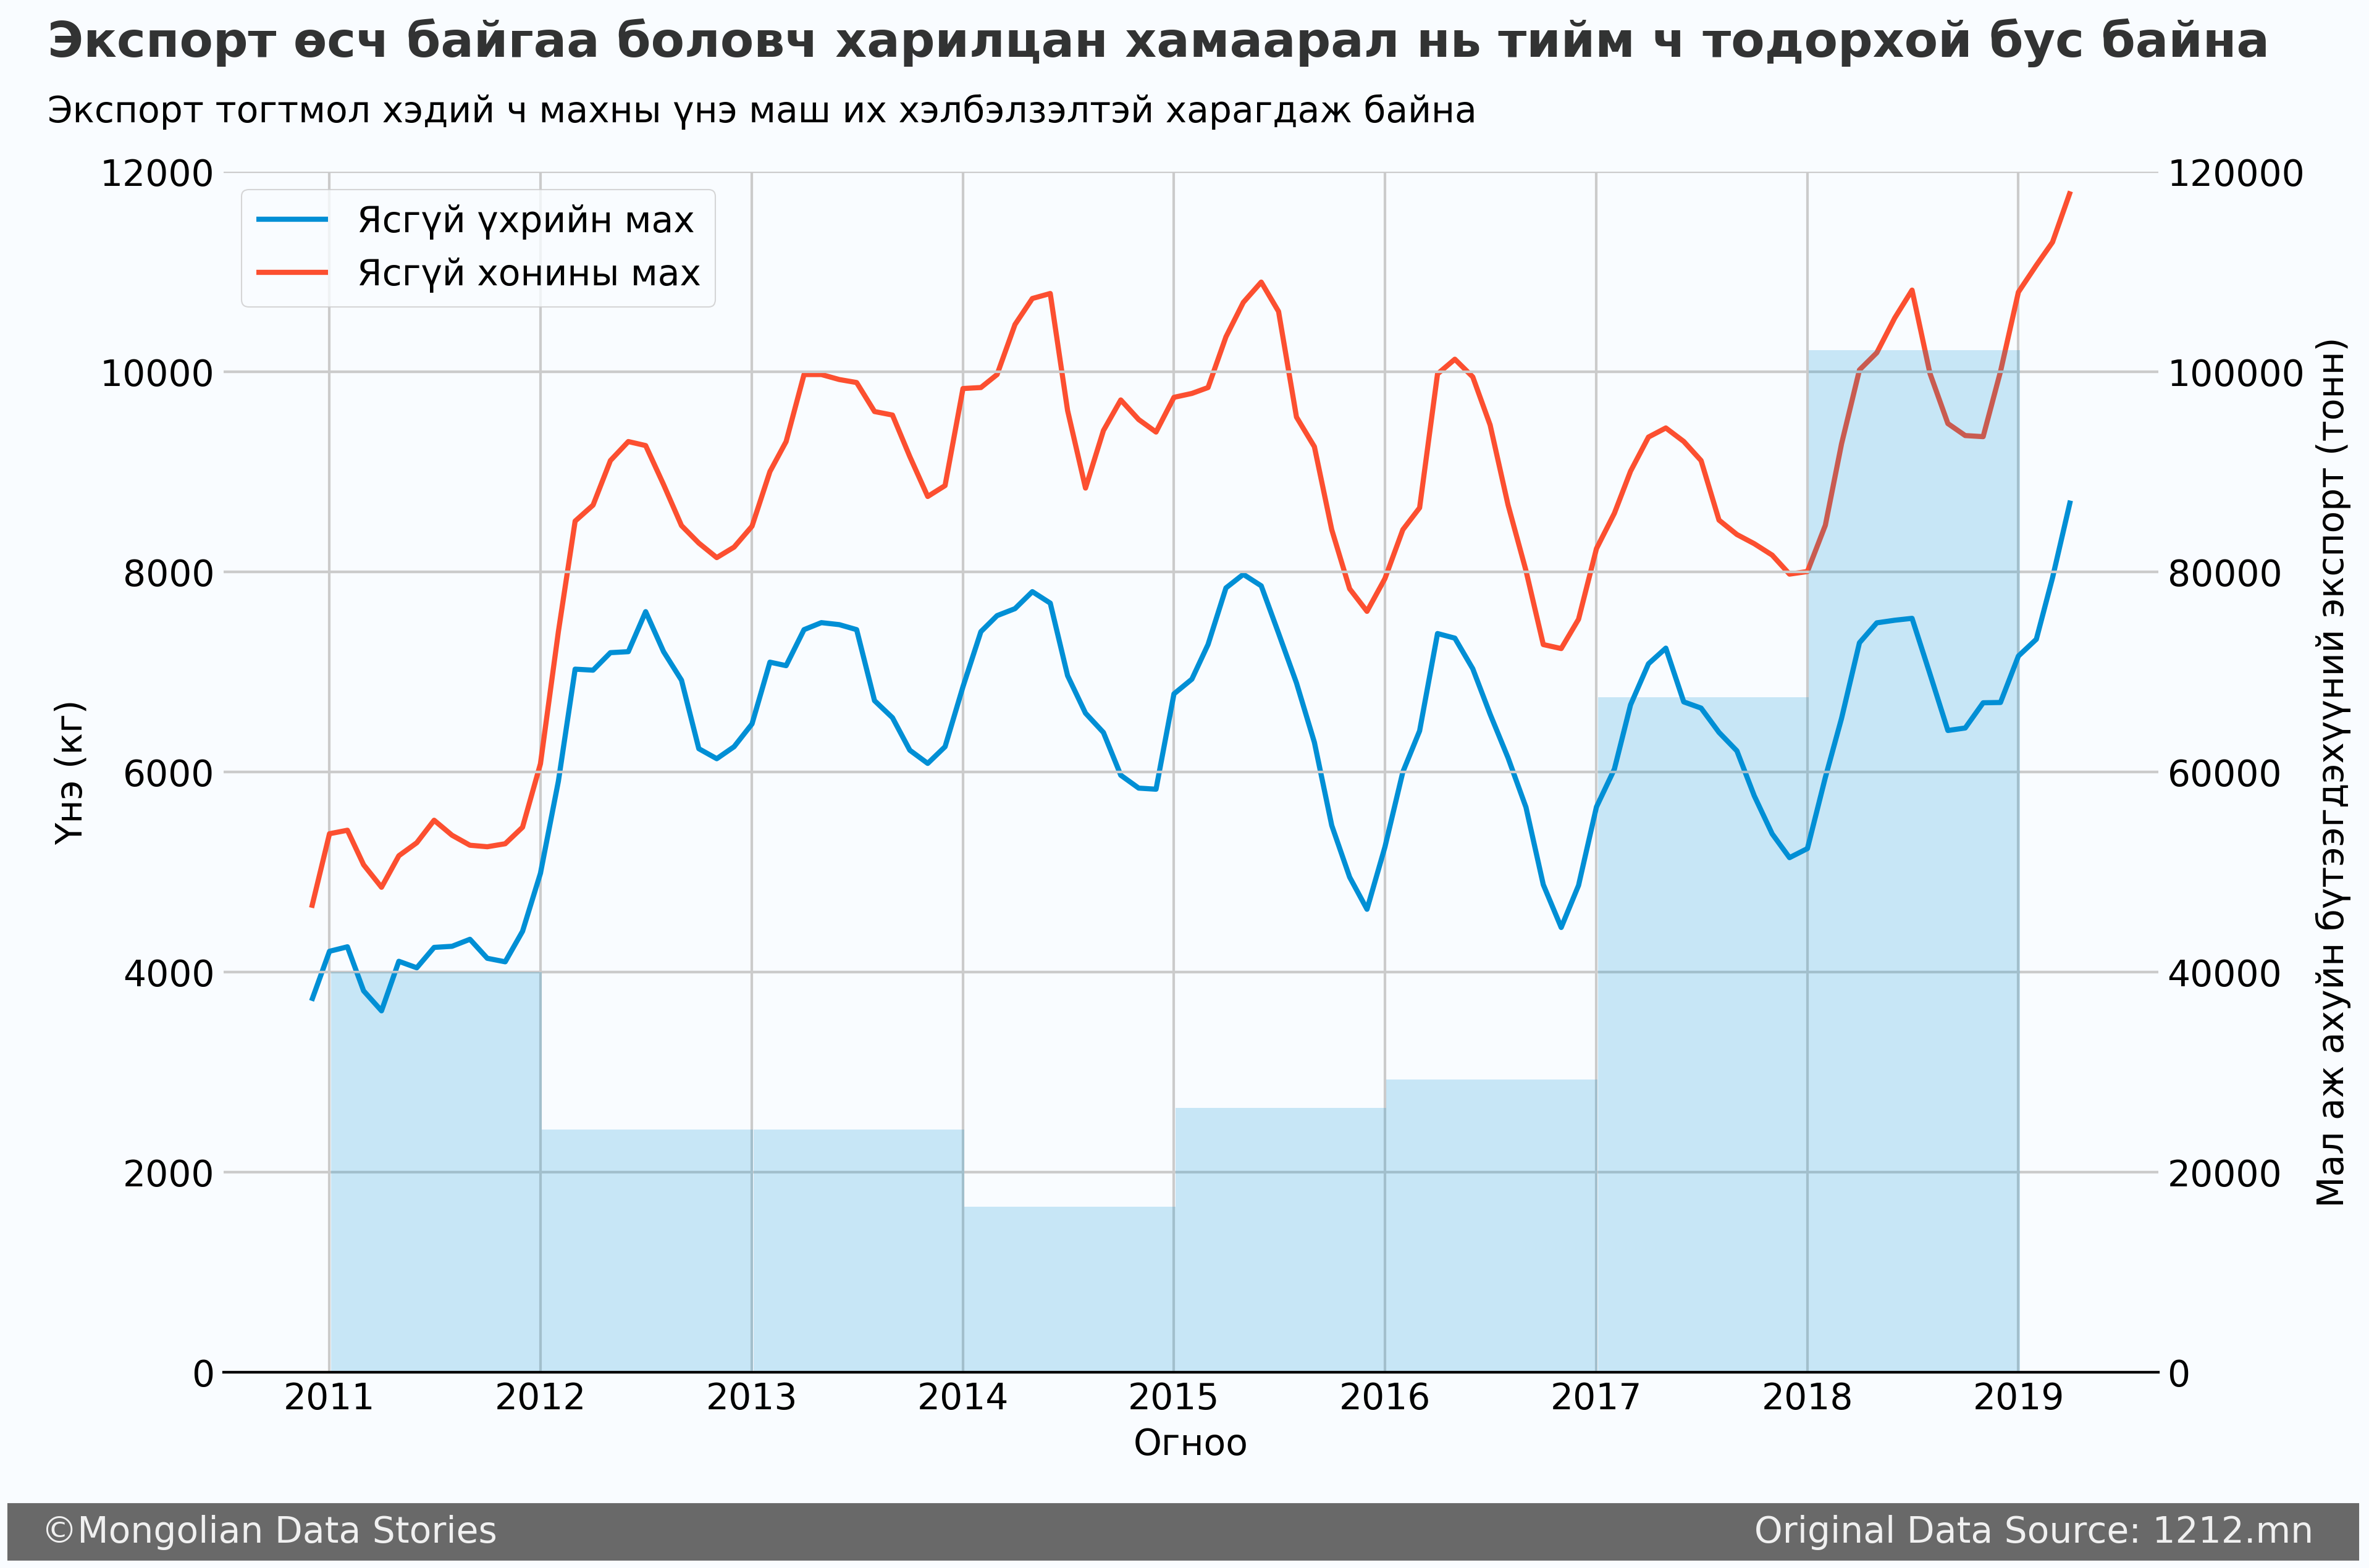 Экспорт өсч байгаа боловч харилцан хамаарал нь тийм ч тодорхой бус байна
Экспорт тогтмол хэдий ч махны үнэ маш их хэлбэлзэлтэй харагдаж байна
Ясгүй үхрийн мах
Ясгүй хонины мах
12000
10000
8000
6000
4000
2000
0
Үнэ (кг)
120000
100000
80000
60000
40000
20000
0
Мал аж ахуйн бүтээгдэхүүний экспорт (тонн)
2011 2012 2013 2014 2015 2016 2017 2018 2019
Огноо
©Mongolian Data Stories
Original Data Source: 1212.mn